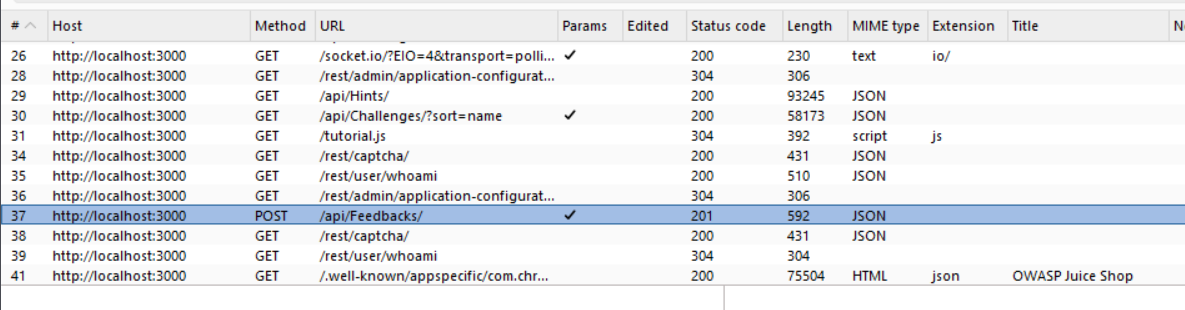 # Host Method URL Params Edited Status code Length MIME type Extension Title
26 http://localhost:3000 GET /socket.io/?EIO=4&transport=polli... ✓ 200 230 text io/
28 http://localhost:3000 GET /rest/admin/application-configurat... 304 306
29 http://localhost:3000 GET /api/Hints/ 200 93245 JSON
30 http://localhost:3000 GET /api/Challenges/?sort=name ✓ 200 58173 JSON
31 http://localhost:3000 GET /tutorial.js 304 392 script js
34 http://localhost:3000 GET /rest/captcha/ 200 431 JSON
35 http://localhost:3000 GET /rest/user/whoami 200 510 JSON
36 http://localhost:3000 GET /rest/admin/application-configurat... 304 306
37 http://localhost:3000 POST /api/Feedbacks/ ✓ 201 592 JSON
38 http://localhost:3000 GET /rest/captcha/ 200 431 JSON
39 http://localhost:3000 GET /rest/user/whoami 304 304
41 http://localhost:3000 GET /.well-known/appspecific/com.chr... 200 75504 HTML json OWASP Juice Shop